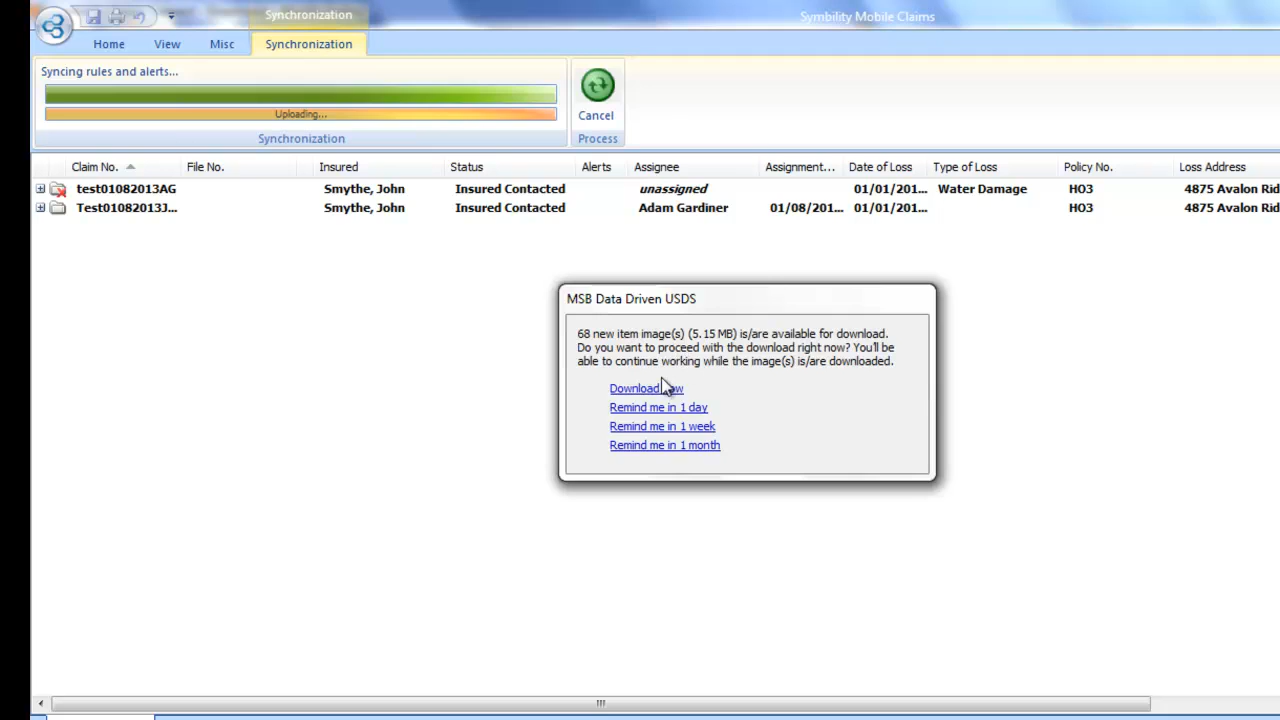 Synchronization
Symbility Mobile Claims
Home View Misc Synchronization
Syncing rules and alerts...
Uploading...
Cancel
Synchronization Process
Claim No. File No. Insured Status Alerts Assignee Assignment... Date of Loss Type of Loss Policy No. Loss Address
test01082013AG Smythe, John Insured Contacted unassigned 01/01/201... Water Damage HO3 4875 Avalon Rid
Test01082013J... Smythe, John Insured Contacted Adam Gardiner 01/08/201... 01/01/201... HO3 4875 Avalon Rid
MSB Data Driven USDS
68 new item image(s) (5.15 MB) is/are available for download.
Do you want to proceed with the download right now? You'll be
able to continue working while the image(s) is/are downloaded.
Download now
Remind me in 1 day
Remind me in 1 week
Remind me in 1 month